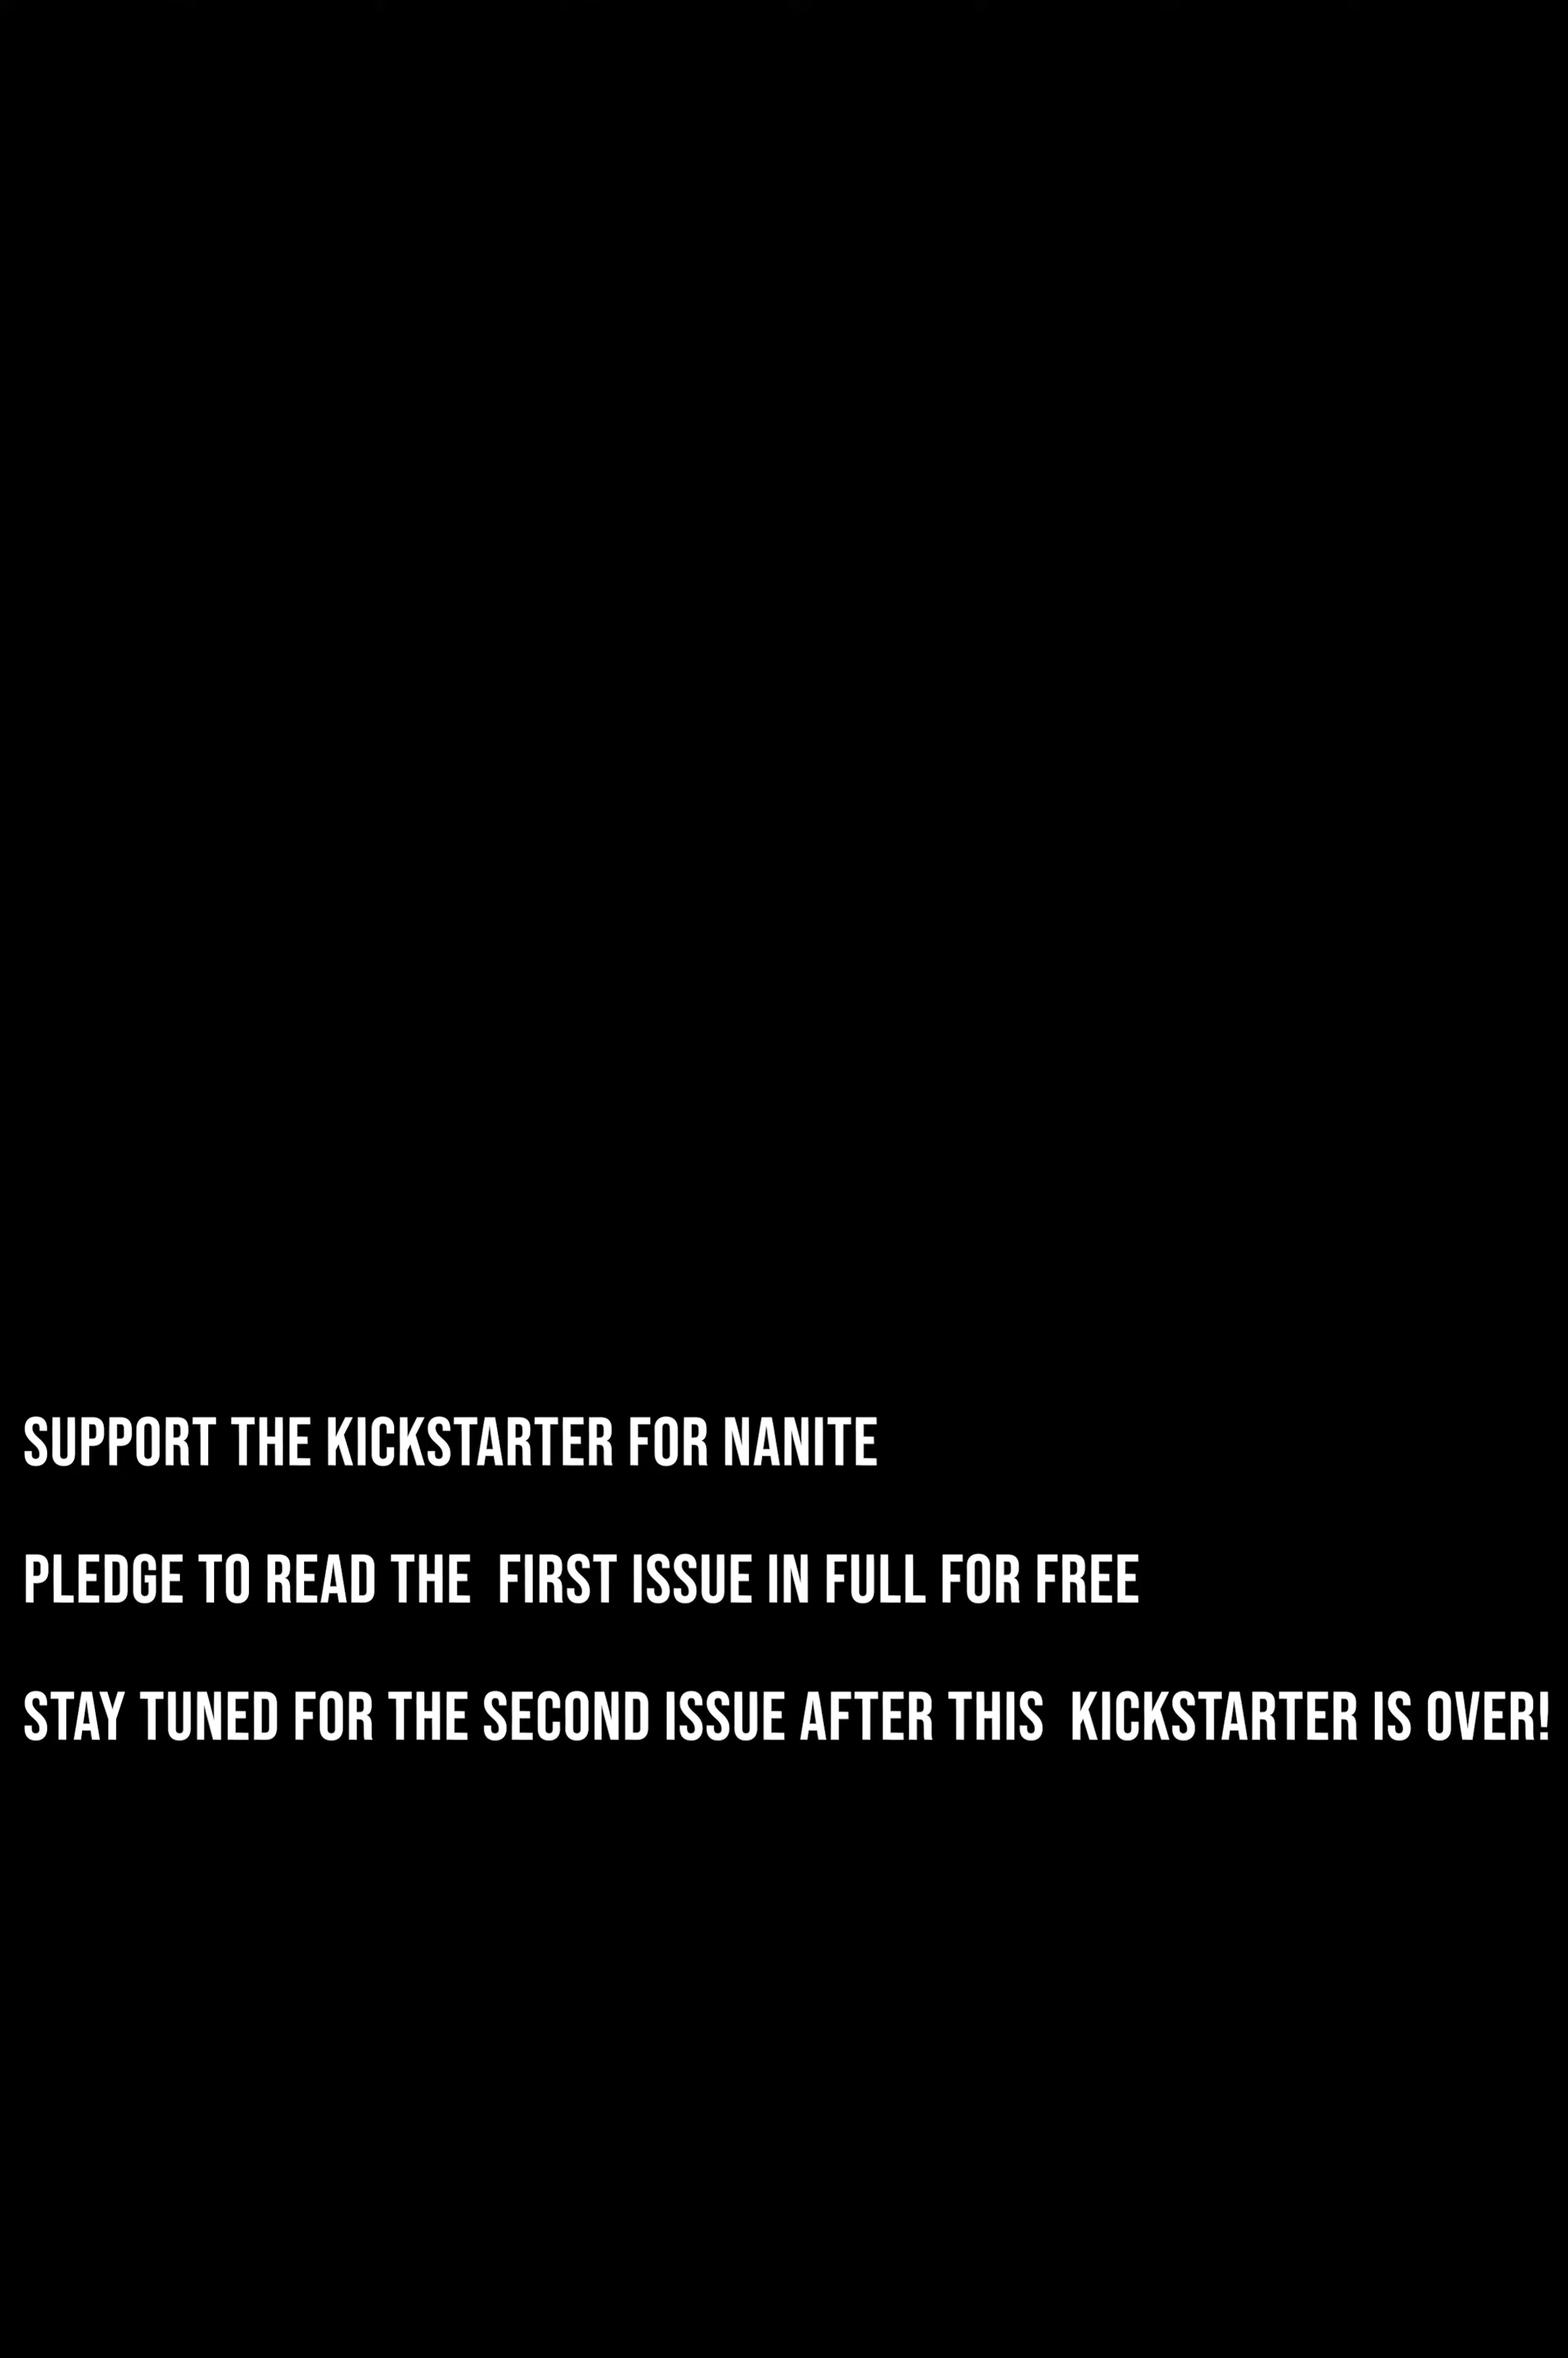 SUPPORT THE KICKSTARTER FOR NANITE
PLEDGE TO READ THE FIRST ISSUE IN FULL FOR FREE
STAY TUNED FOR THE SECOND ISSUE AFTER THIS KICKSTARTER IS OVER!